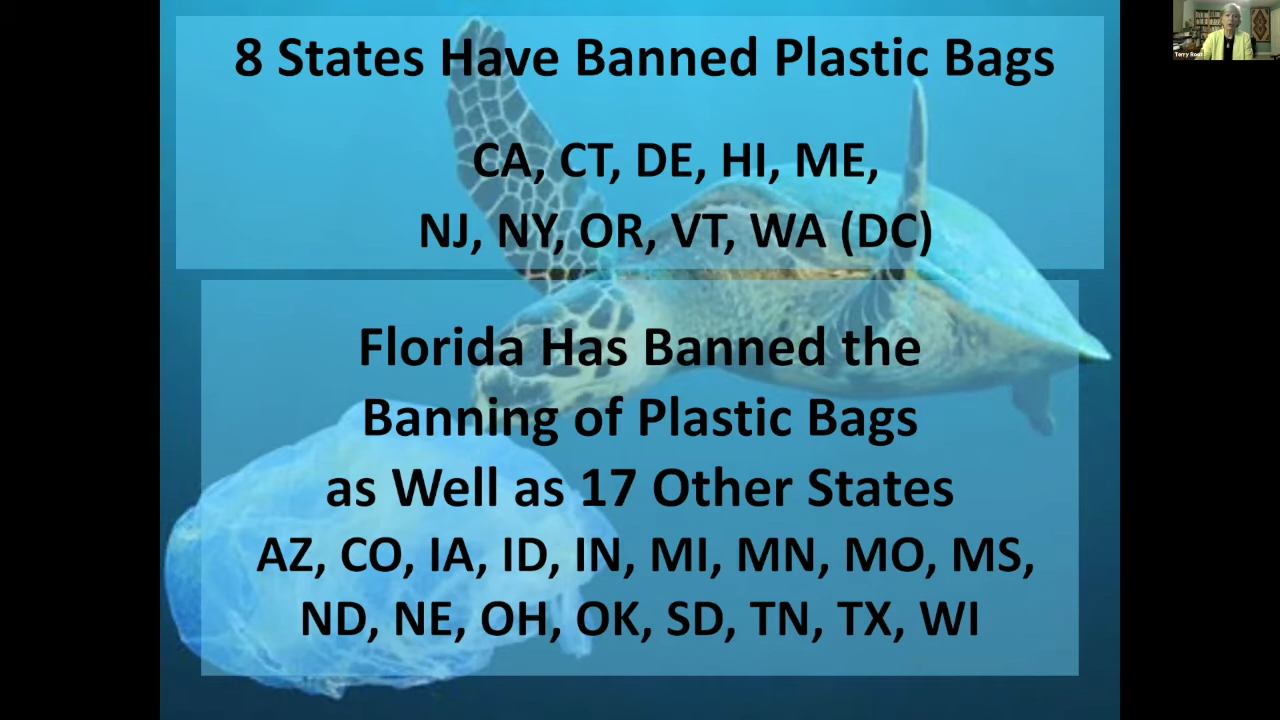 8 States Have Banned Plastic Bags
CA, CT, DE, HI, ME,
NJ, NY, OR, VT, WA (DC)
Florida Has Banned the
Banning of Plastic Bags
as Well as 17 Other States
AZ, CO, IA, ID, IN, MI, MN, MO, MS,
ND, NE, OH, OK, SD, TN, TX, WI
Terry Root